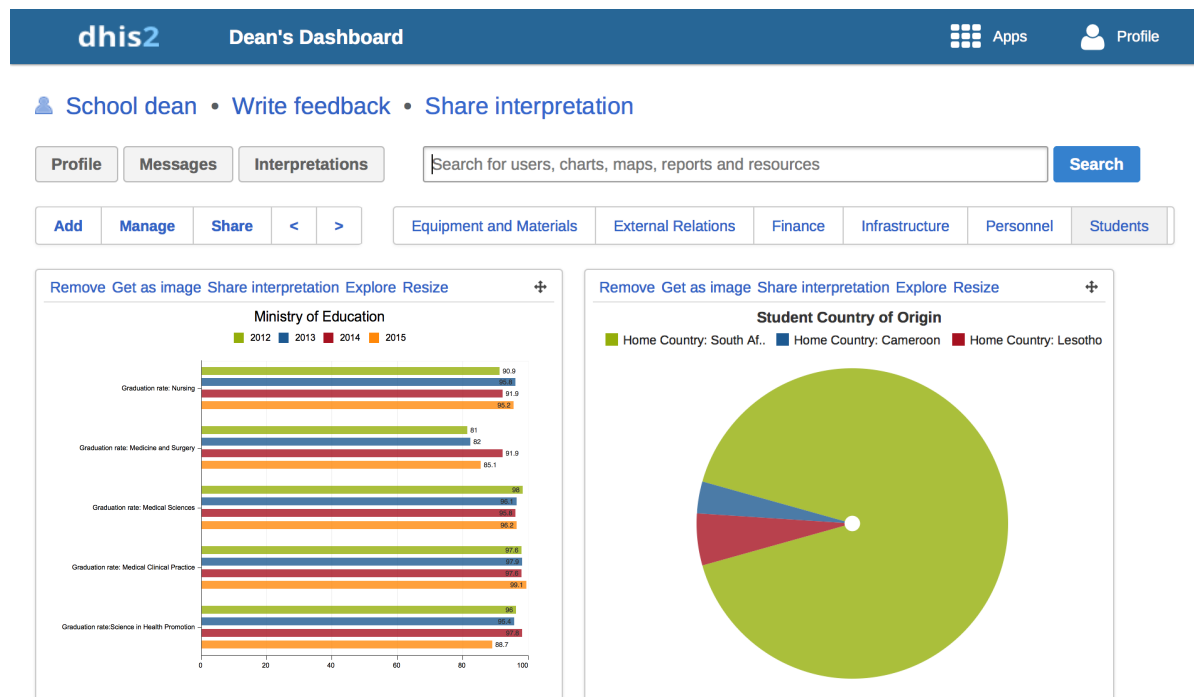 dhis2 Dean's Dashboard Apps Profile
School dean • Write feedback • Share interpretation
Profile Messages Interpretations Search for users, charts, maps, reports and resources Search
Add Manage Share < > Equipment and Materials External Relations Finance Infrastructure Personnel Students
Remove Get as image Share interpretation Explore Resize
Ministry of Education
2012 2013 2014 2015
90.9
Graduation rate: Nursing
91.9
95.2
81
82
Graduation rate: Medicine and Surgery
91.9
85.1
98
Graduation rate: Medical Sciences
96.2
97.6
Graduation rate: Medical Clinical Practice
99.1
96
Graduation rate:Science in Health Promotion
88.7
0 20 40 60 80 100
Remove Get as image Share interpretation Explore Resize
Student Country of Origin
Home Country: South Af.. Home Country: Cameroon Home Country: Lesotho